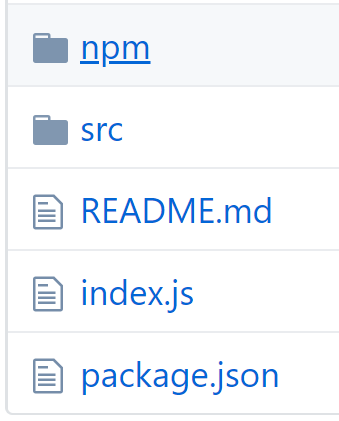 npm
src
README.md
index.js
package.json